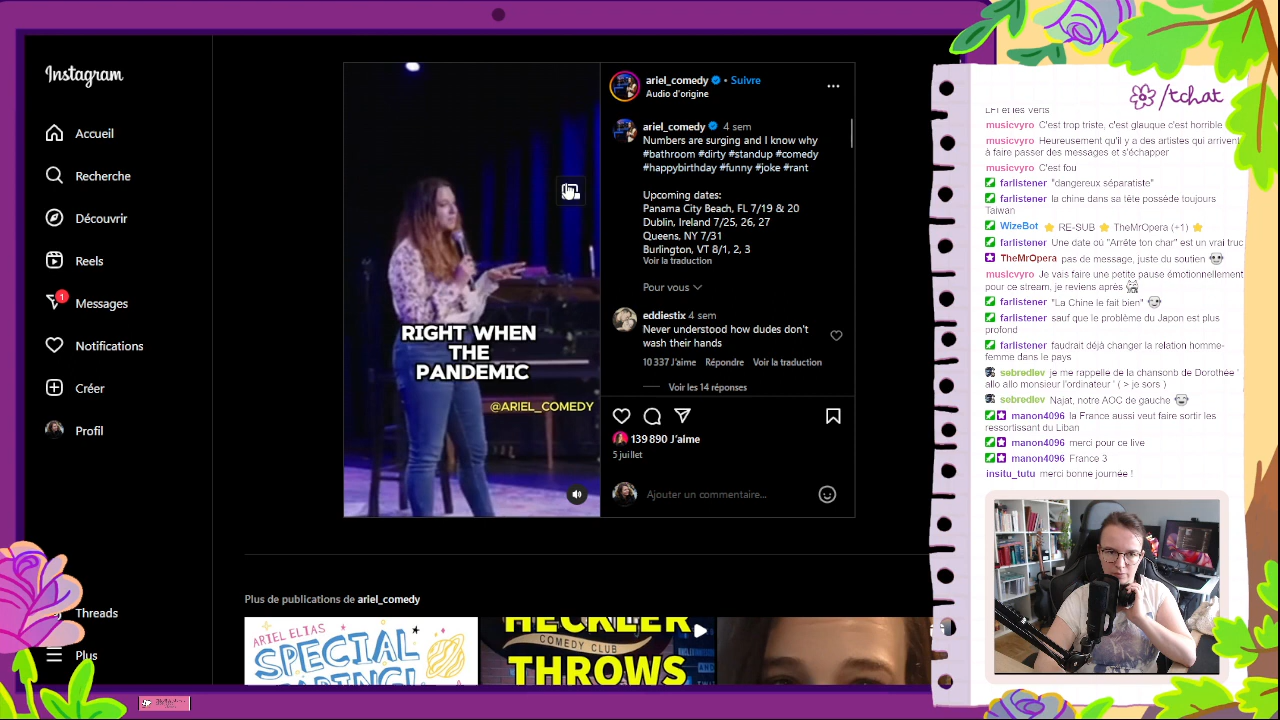 Instagram
Accueil
Recherche
Découvrir
Reels
1
Messages
Notifications
Créer
Profil
Threads
Plus
RIGHT WHEN
THE
PANDEMIC
@ARIEL_COMEDY
ariel_comedy • Suivre
Audio d'origine
ariel_comedy 4 sem
Numbers are surging and I know why
#bathroom #dirty #standup #comedy
#happybirthday #funny #joke #rant
Upcoming dates:
Panama City Beach, FL 7/19 & 20
Dublin, Ireland 7/25, 26, 27
Queens, NY 7/31
Burlington, VT 8/1, 2, 3
Voir la traduction
Pour vous
eddiestix 4 sem
Never understood how dudes don't
wash their hands
10 337 J'aime Répondre Voir la traduction
Voir les 14 réponses
139 890 J'aime
5 juillet
Ajouter un commentaire...
Plus de publications de ariel_comedy
ARIEL ELIAS
SPECIAL
HECKLER
COMEDY CLUB
THROWS
/tchat
LFI et les Verts
musicvyro C'est trop triste, c'est glauque c'est horrible
musicvyro Heureusement qu'il y a des artistes qui arrivent
à faire passer des messages et s'échapper
musicvyro C'est fou
farlistener "dangereux séparatiste"
farlistener la chine dans sa tête possède toujours
Taiwan
WizeBot RE-SUB TheMrOpera (+1)
farlistener Une date où "Arrête ton char" est un vrai truc
TheMrOpera pas de message, juste du soutien
musicvyro Je vais faire une petite pause émotionnellement
pour ce stream, je reviens après
farlistener "La Chine le fait bien"
farlistener sauf que le problème du Japon est plus
profond
farlistener faudrait déjà changer la relation homme-
femme dans le pays
sebredlev je me rappelle de la chansonb de Dorothée '
allo allo monsieur l'ordinateur ' ( > je sors )
sebredlev Najat, notre AOC de gauche
manon4096 la France aussi veut faire sortir les
ressortissant du Liban
manon4096 merci pour ce live
manon4096 France 3
insitu_tutu merci bonne journée !